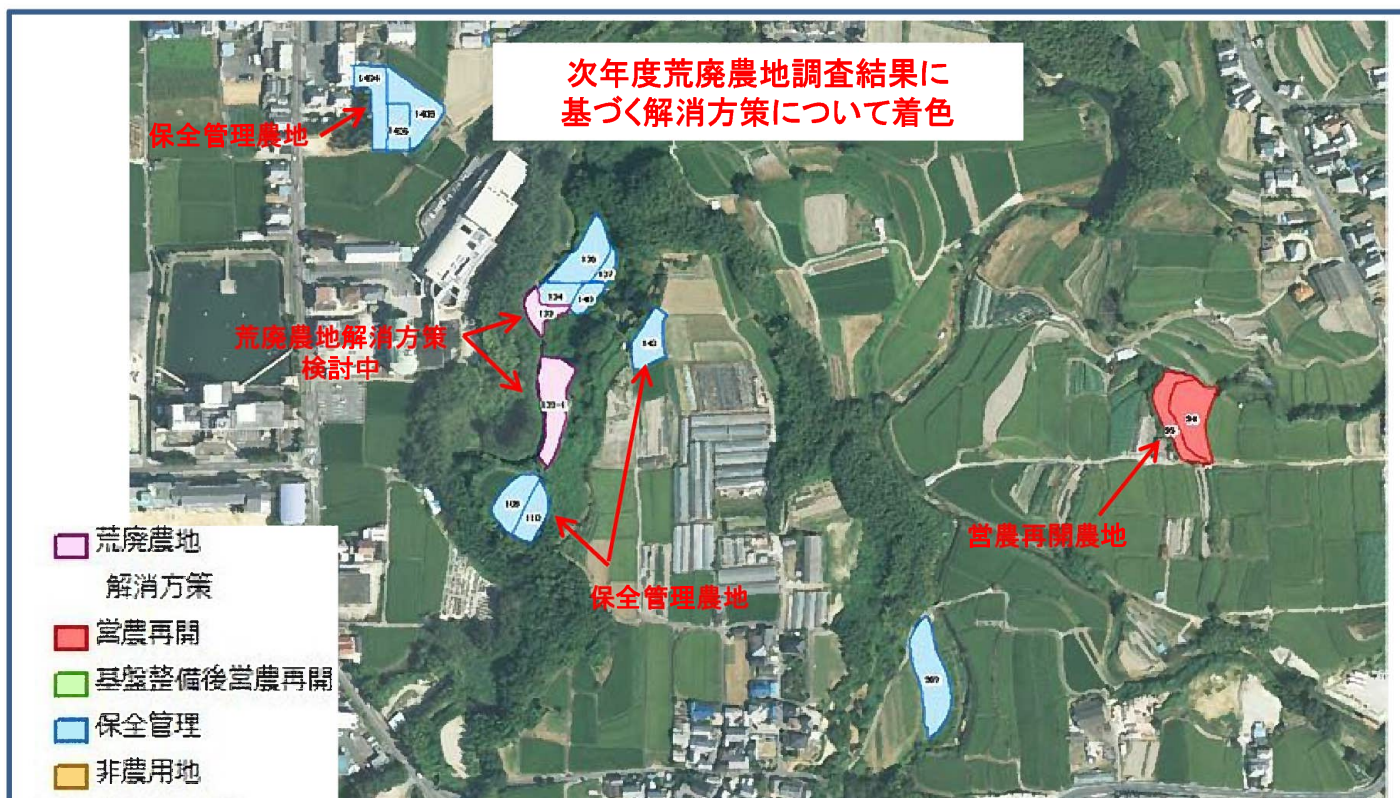 次年度荒廃農地調査結果に
基づく解消方策について着色
保全管理農地
荒廃農地解消方策
検討中
保全管理農地
営農再開農地
143
110
94
荒廃農地
解消方策
営農再開
基盤整備後営農再開
保全管理
非農用地